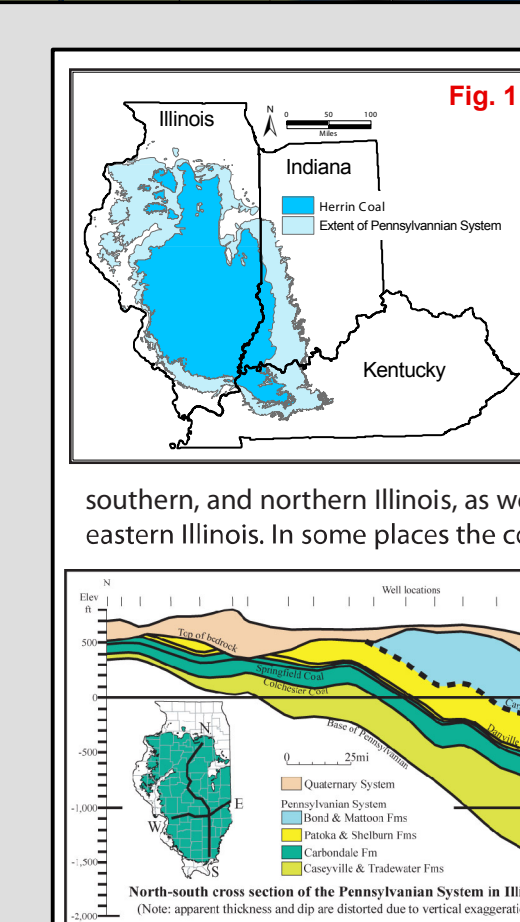 Fig. 1
Illinois
N
0 50 100
Miles
Indiana
Herrin Coal
Extent of Pennsylvannian System
Kentucky
southern, and northern Illinois, as we
eastern Illinois. In some places the co
N
Elev
ft
Well locations
500
Top of bedrock
Springfield Coal
Colchester Coal
0
Car
Danville
Base of Pennsylvanian
-500
N
0 25mi
Quaternary System
Pennsylvanian System
-1,000
E
Bond & Mattoon Fms
W
Patoka & Shelburn Fms
Carbondale Fm
-1,500
S
Caseyville & Tradewater Fms
North-south cross section of the Pennsylvanian System in Illi
(Note: apparent thickness and dip are distorted due to vertical exaggerati
-2,000